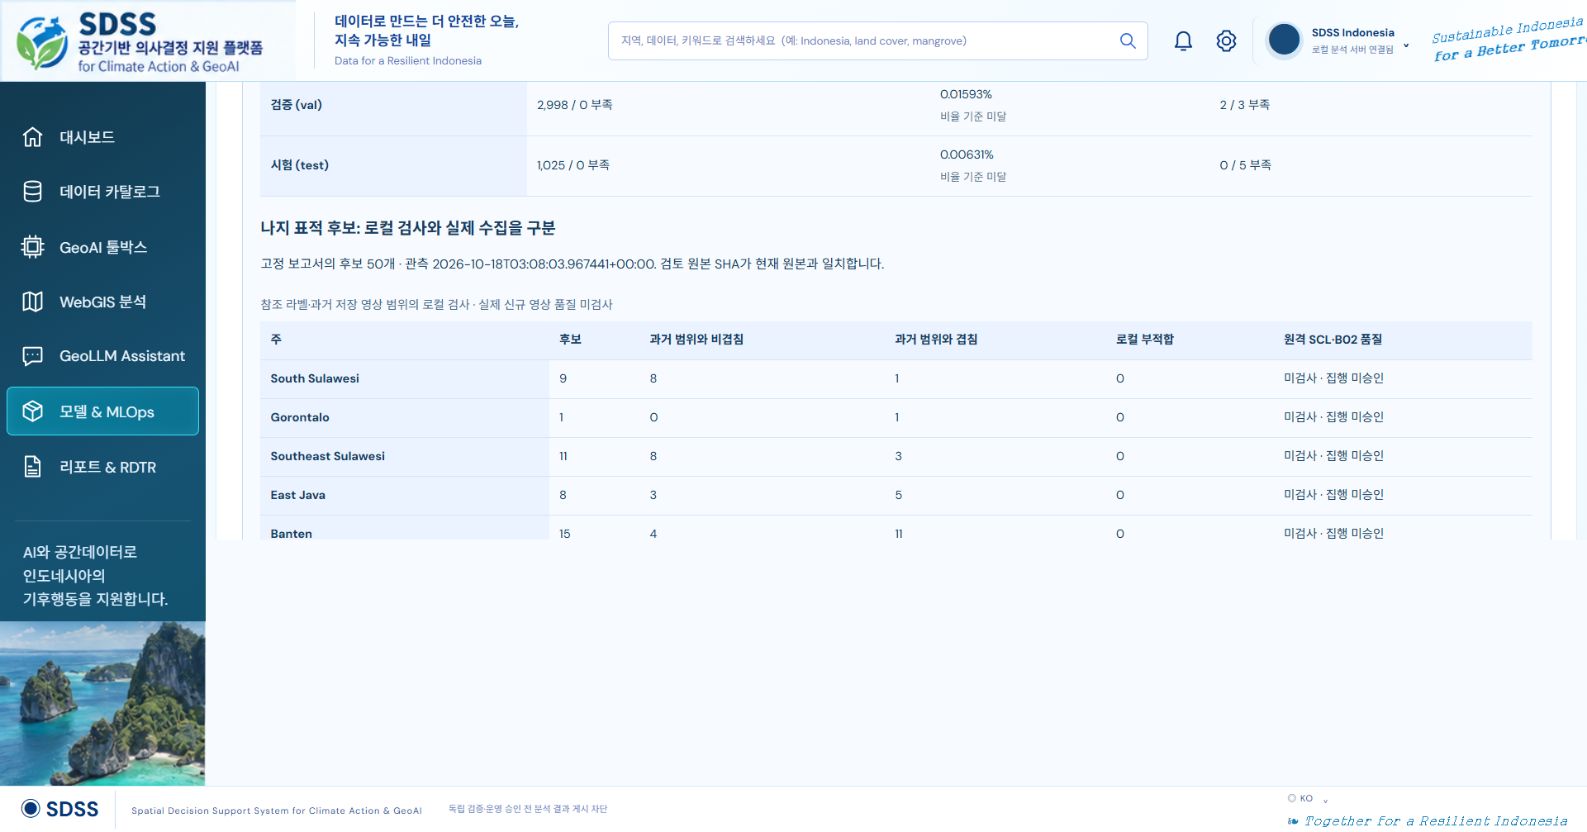 SDSS
공간기반 의사결정 지원 플랫폼
for Climate Action & GeoAI
데이터로 만드는 더 안전한 오늘,
지속 가능한 내일
Data for a Resilient Indonesia
지역, 데이터, 키워드로 검색하세요 (예: Indonesia, land cover, mangrove)
SDSS Indonesia
로컬 분석 서버 연결됨
Sustainable Indonesia
for a Better Tomorr
대시보드
데이터 카탈로그
GeoAI 툴박스
WebGIS 분석
GeoLLM Assistant
모델 & MLOps
리포트 & RDTR
AI와 공간데이터로
인도네시아의
기후행동을 지원합니다.
검증 (val) 2,998 / 0 부족 0.01593% 비율 기준 미달 2 / 3 부족
시험 (test) 1,025 / 0 부족 0.00631% 비율 기준 미달 0 / 5 부족
나지 표적 후보: 로컬 검사와 실제 수집을 구분
고정 보고서의 후보 50개 · 관측 2026-10-18T03:08:03.967441+00:00. 검토 원본 SHA가 현재 원본과 일치합니다.
참조 라벨·과거 저장 영상 범위의 로컬 검사 · 실제 신규 영상 품질 미검사
주 후보 과거 범위와 비겹침 과거 범위와 겹침 로컬 부적합 원격 SCL·B02 품질
South Sulawesi 9 8 1 0 미검사 · 집행 미승인
Gorontalo 1 0 1 0 미검사 · 집행 미승인
Southeast Sulawesi 11 8 3 0 미검사 · 집행 미승인
East Java 8 3 5 0 미검사 · 집행 미승인
Banten 15 4 11 0 미검사 · 집행 미승인
SDSS
Spatial Decision Support System for Climate Action & GeoAI
독립 검증·운영 승인 전 분석 결과 게시 차단
KO
Together for a Resilient Indonesia